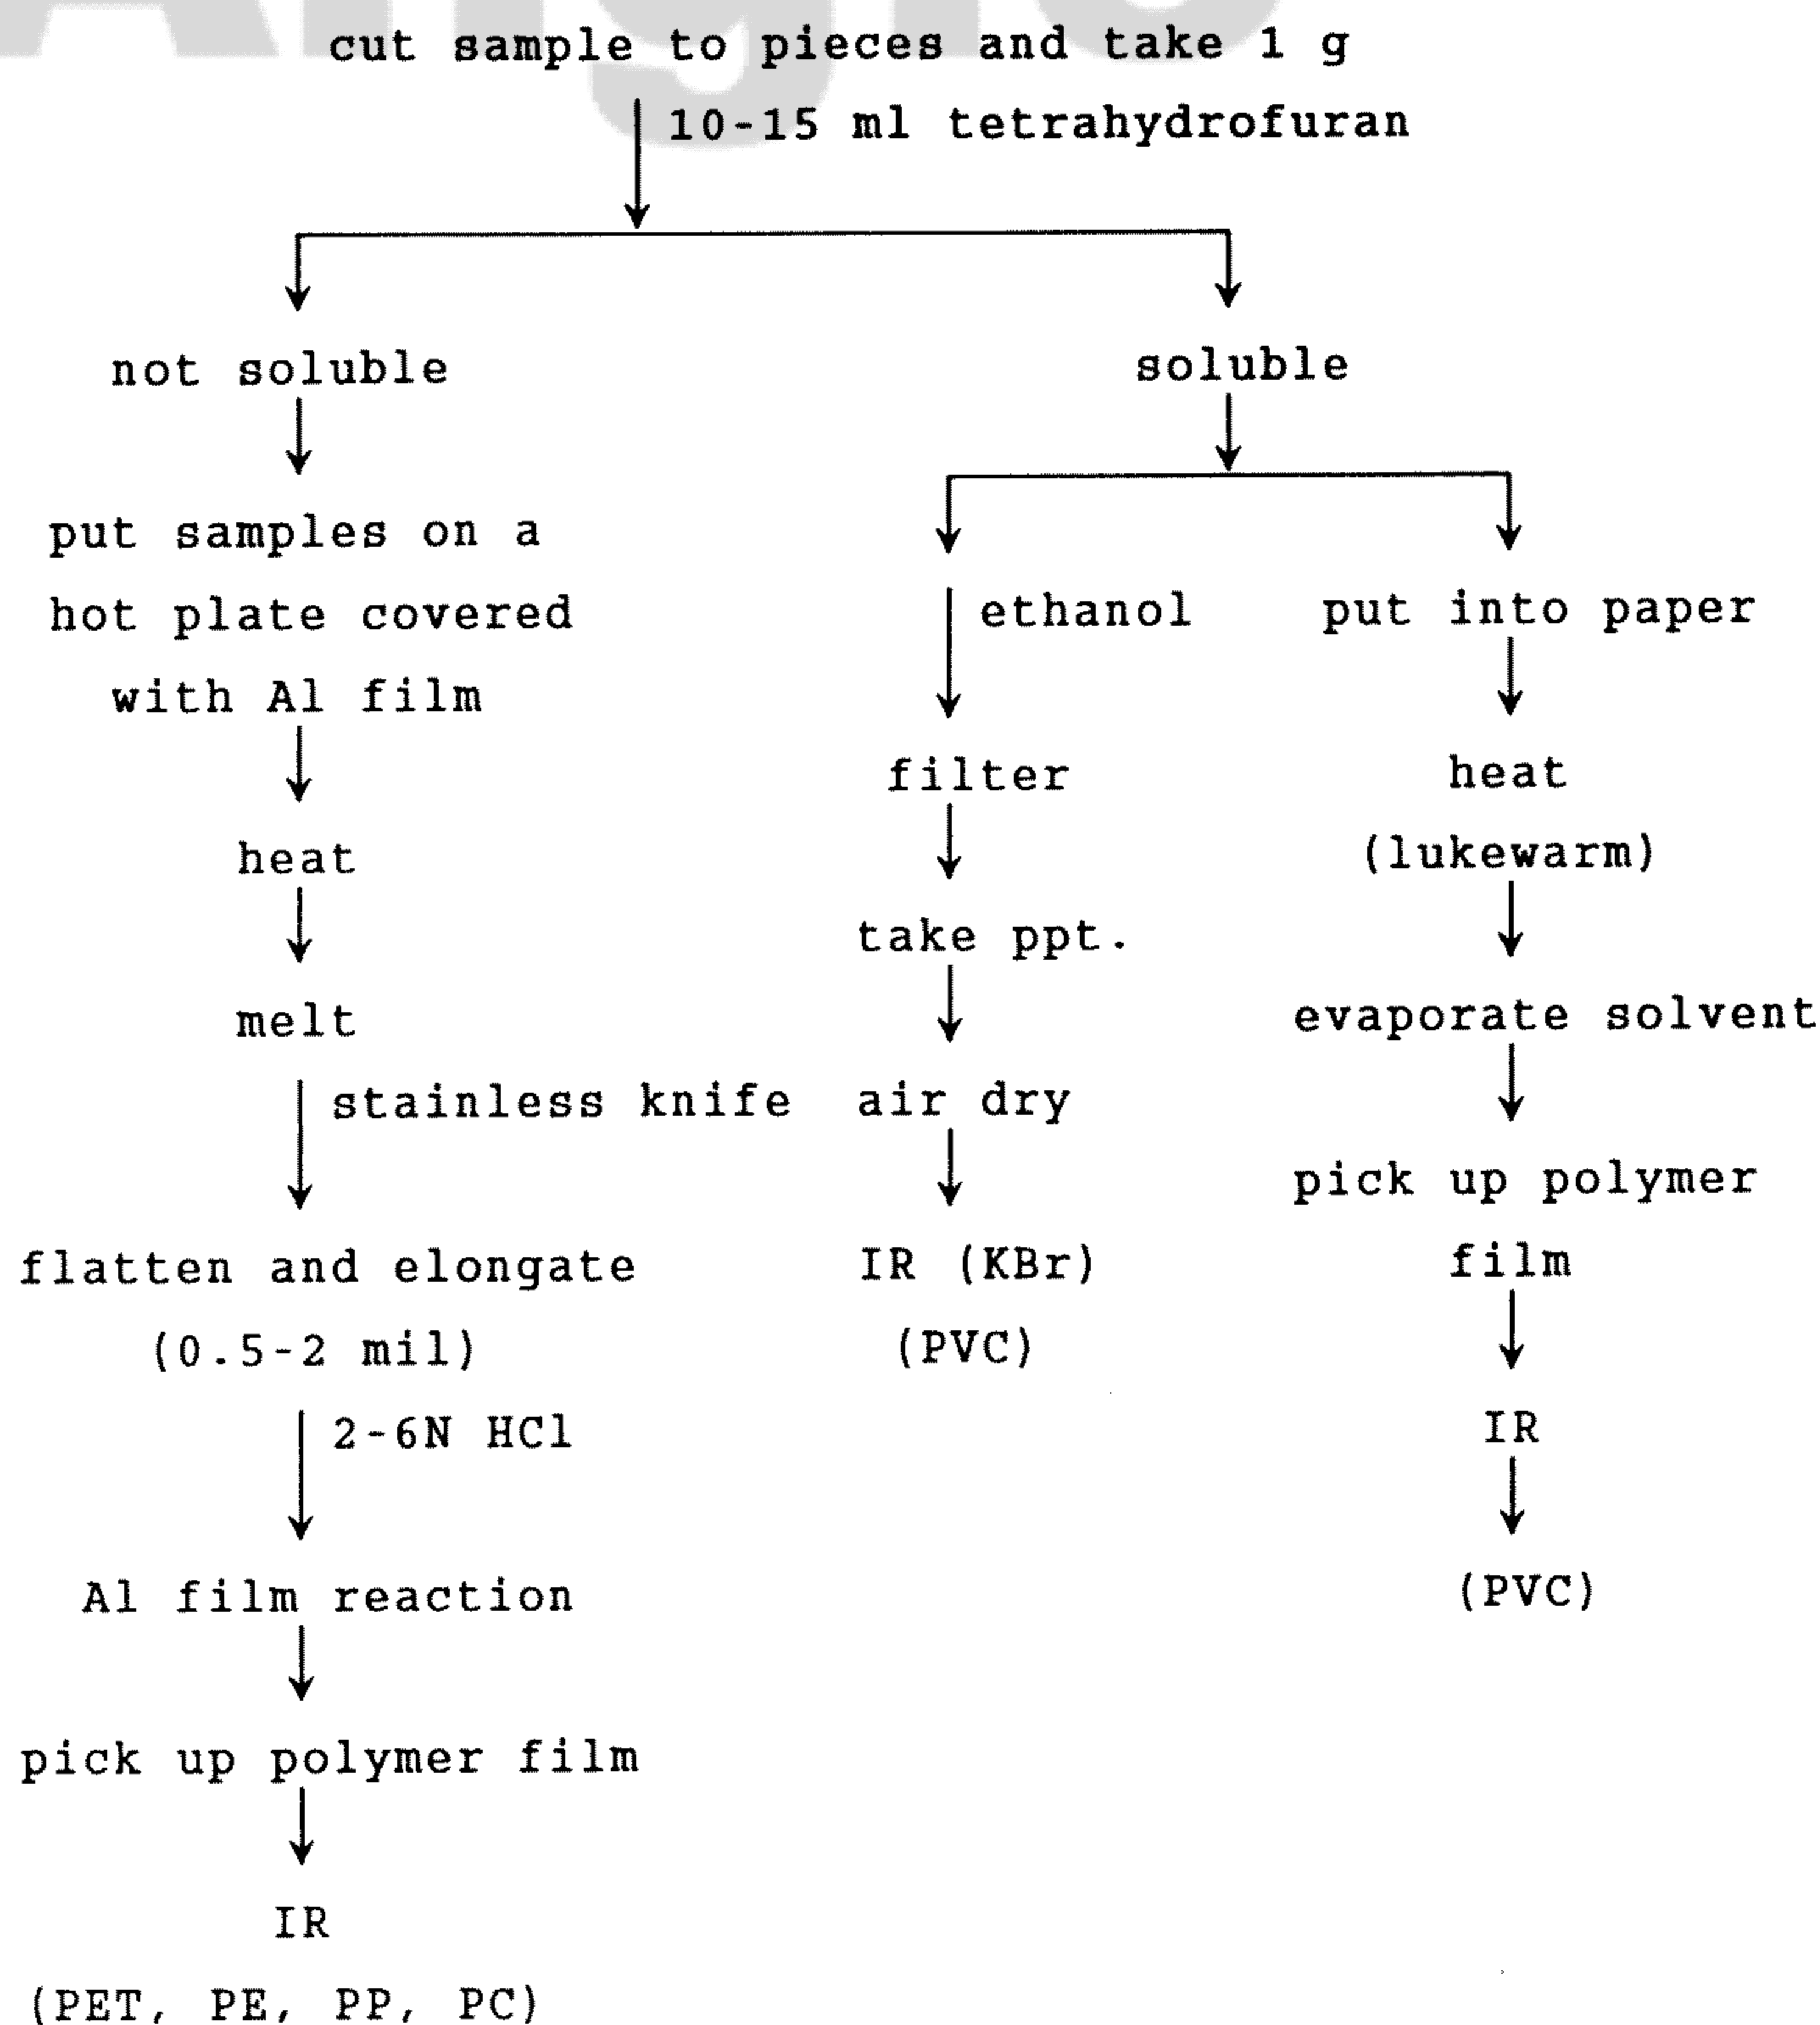 cut sample to pieces and take 1 g
10-15 ml tetrahydrofuran
not soluble
put samples on a
hot plate covered
with Al film
heat
melt
stainless knife
flatten and elongate
(0.5-2 mil)
2-6N HCl
Al film reaction
pick up polymer film
IR
(PET, PE, PP, PC)
soluble
ethanol
filter
take ppt.
air dry
IR (KBr)
(PVC)
put into paper
heat
(lukewarm)
evaporate solvent
pick up polymer
film
IR
(PVC)